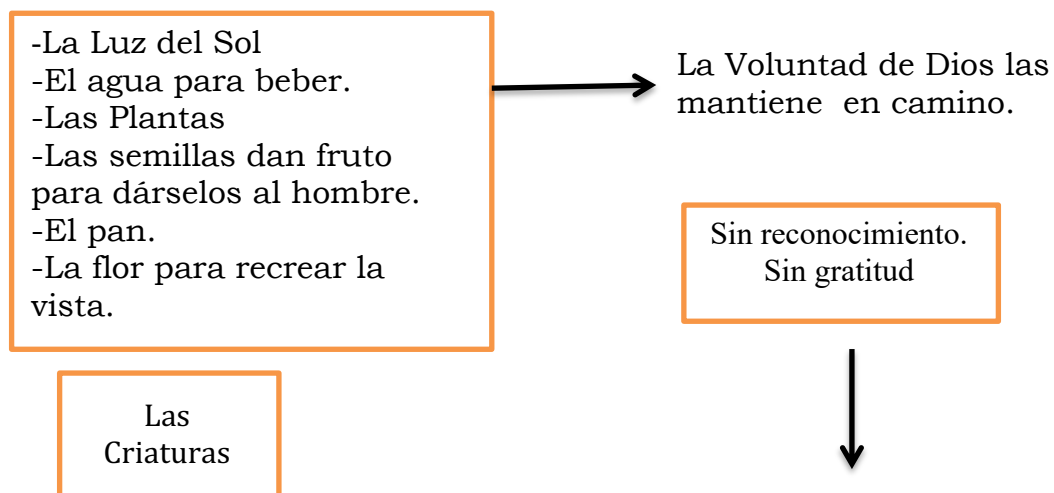 -La Luz del Sol
-El agua para beber.
-Las Plantas
-Las semillas dan fruto
para dárselos al hombre.
-El pan.
-La flor para recrear la
vista.
La Voluntad de Dios las
mantiene en camino.
Sin reconocimiento.
Sin gratitud
Las
Criaturas